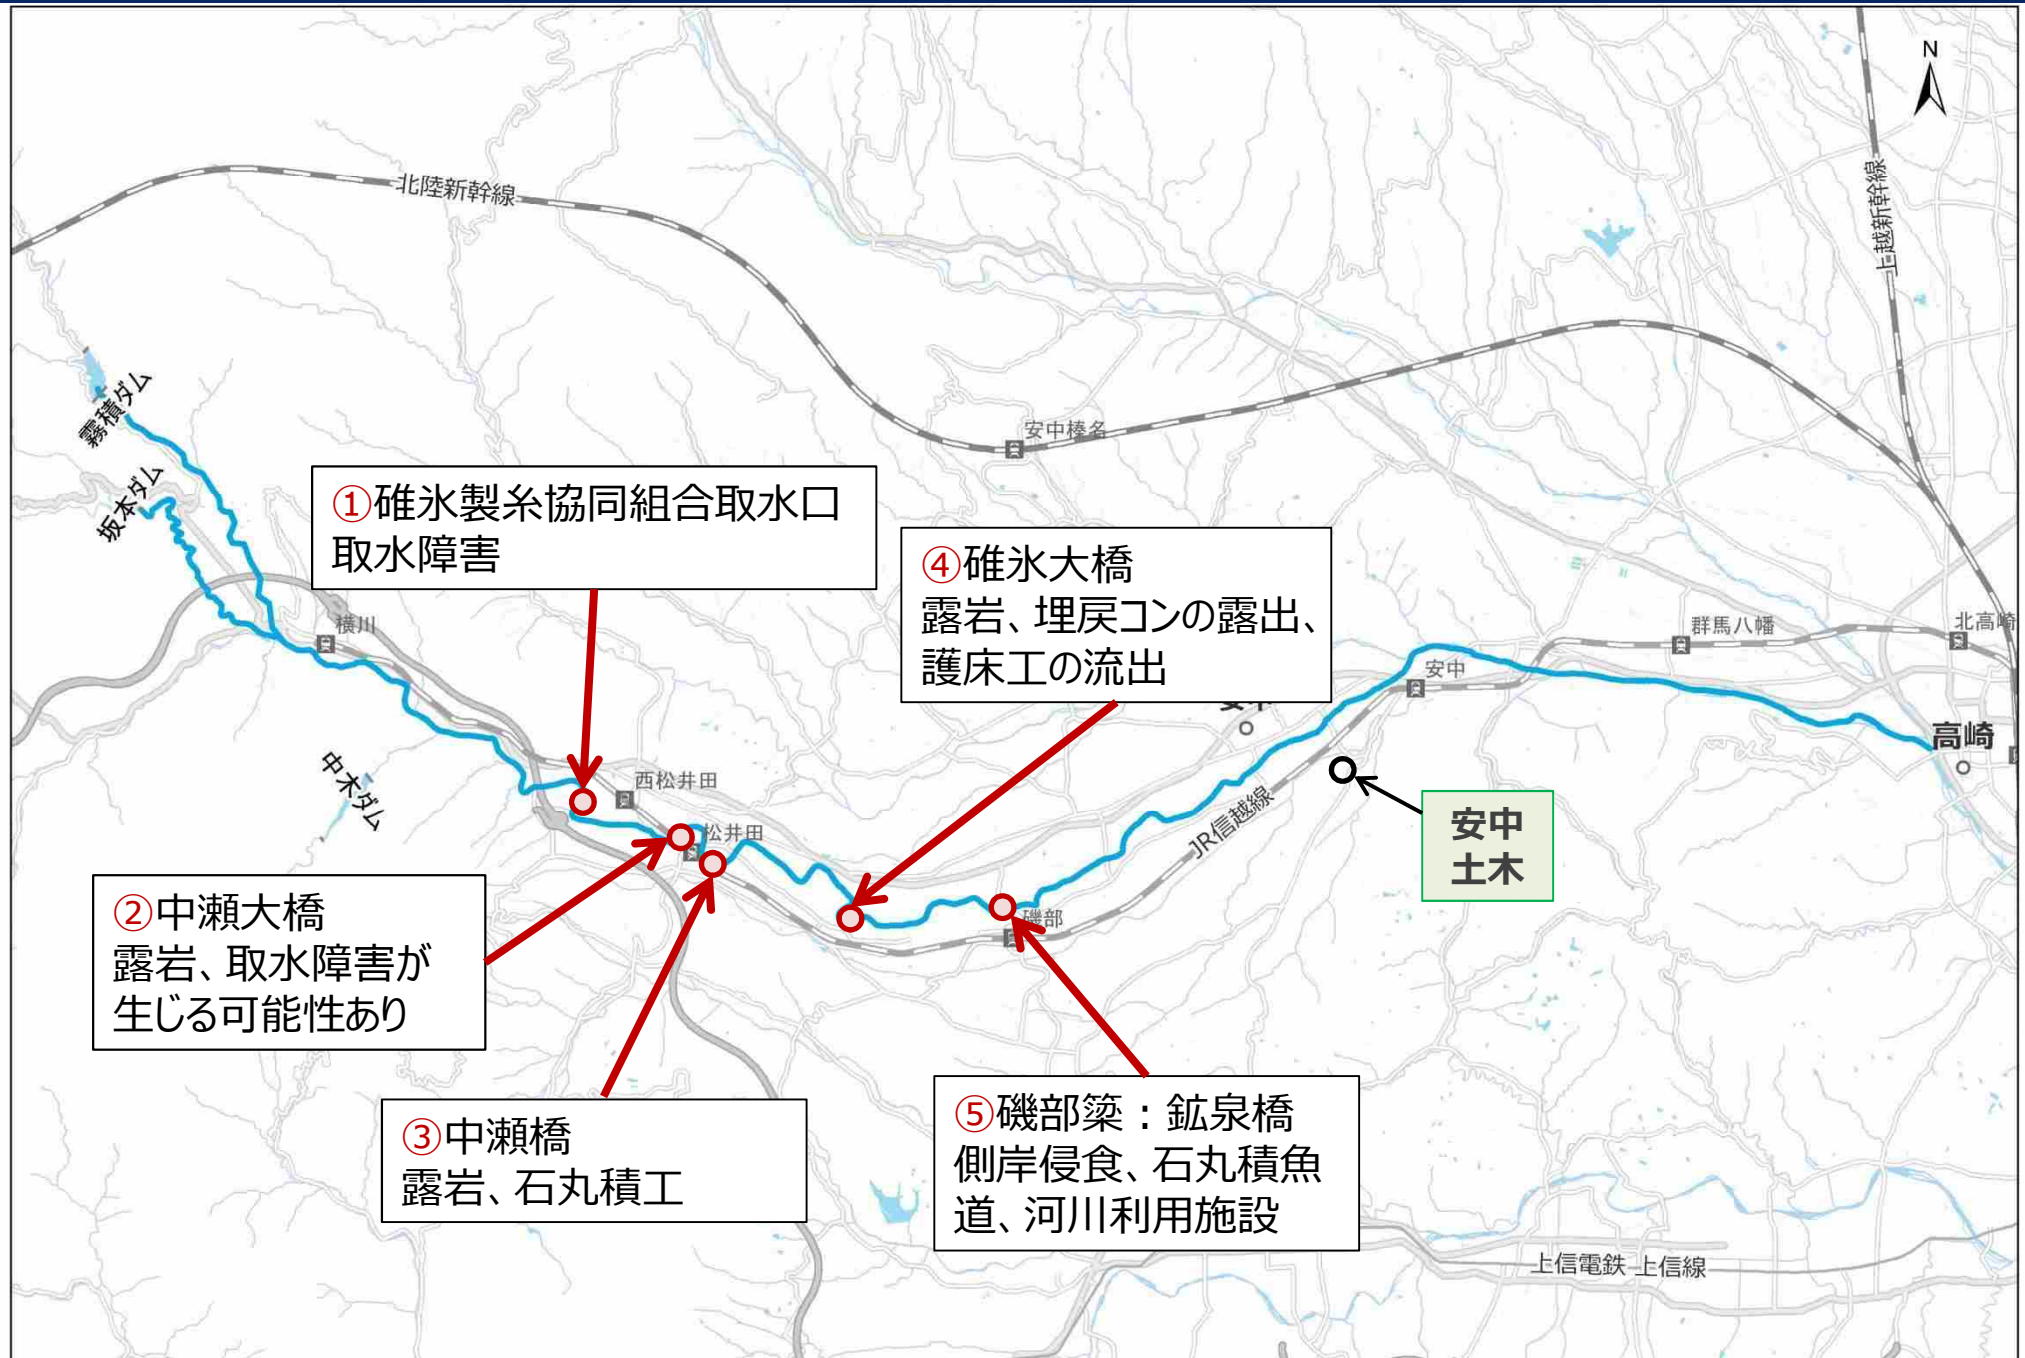 N
北陸新幹線
上越新幹線
安中榛名
霧積ダム
坂本ダム
①碓氷製糸協同組合取水口
取水障害
④碓氷大橋
露岩、埋戻コンの露出、
護床工の流出
横川
群馬八幡
北高崎
安中
高崎
西松井田
中木ダム
松井田
JR信越線
安中
土木
②中瀬大橋
露岩、取水障害が
生じる可能性あり
磯部
③中瀬橋
露岩、石丸積工
⑤磯部簗：鉱泉橋
側岸侵食、石丸積魚
道、河川利用施設
上信電鉄 上信線